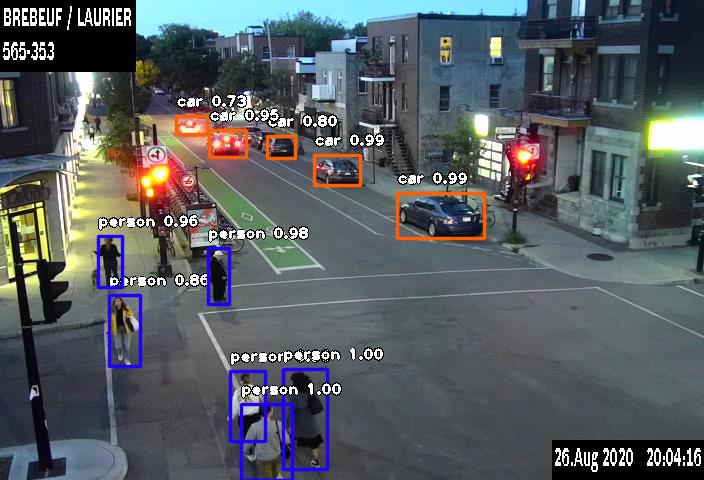 BREBEUF / LAURIER
565-353
car 0.73
car 0.95
car 0.80
car 0.99
car 0.99
person 0.96
person 0.98
person 0.86
person
person 1.00
person 1.00
26.Aug 2020 20:04:16